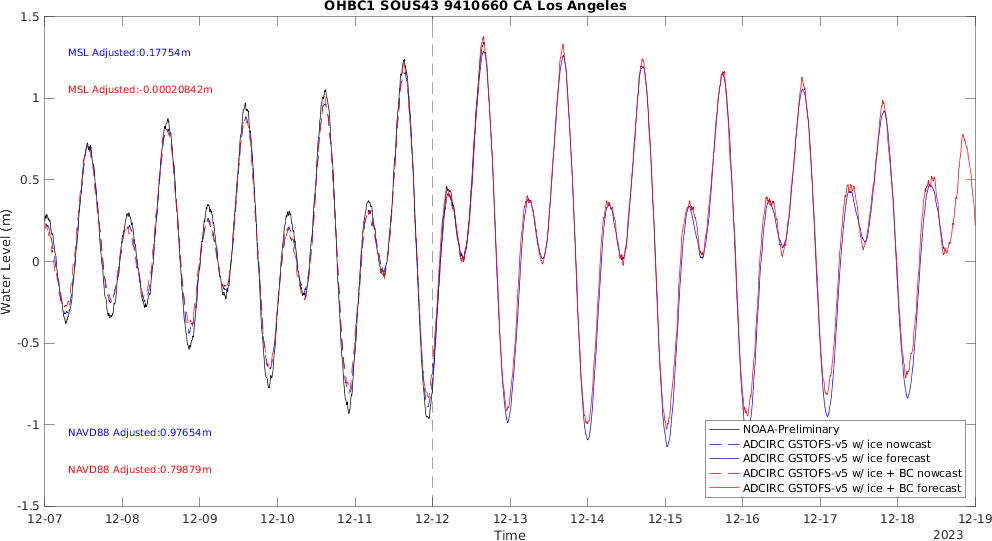 OHBC1 SOUS43 9410660 CA Los Angeles
1.5
1
0.5
0
-0.5
-1
-1.5
Water Level (m)
MSL Adjusted:0.17754m
MSL Adjusted:-0.00020842m
NAVD88 Adjusted:0.97654m
NAVD88 Adjusted:0.79879m
NOAA-Preliminary
ADCIRC GSTOFS-v5 w/ ice nowcast
ADCIRC GSTOFS-v5 w/ ice forecast
ADCIRC GSTOFS-v5 w/ ice + BC nowcast
ADCIRC GSTOFS-v5 w/ ice + BC forecast
12-07 12-08 12-09 12-10 12-11 12-12 12-13 12-14 12-15 12-16 12-17 12-18 12-19
Time
2023